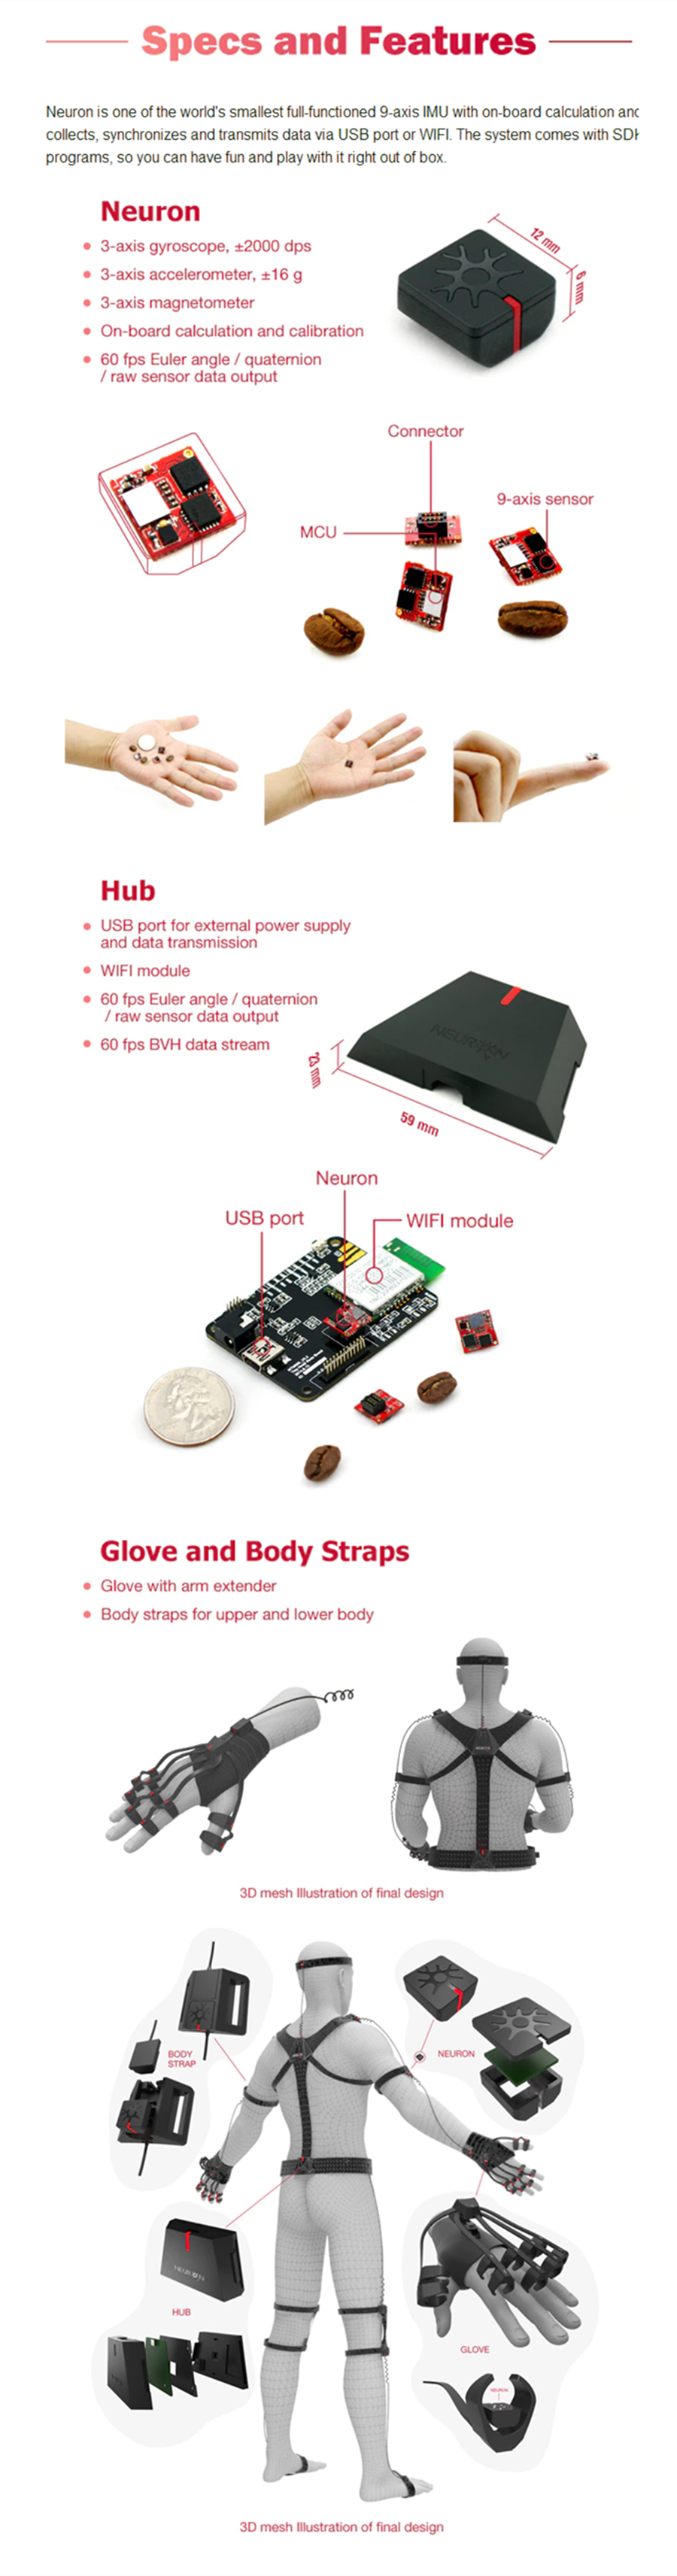 Specs and Features
Neuron is one of the world's smallest full-functioned 9-axis IMU with on-board calculation and
collects, synchronizes and transmits data via USB port or WIFI. The system comes with SDK
programs, so you can have fun and play with it right out of box.
Neuron
3-axis gyroscope, ±2000 dps
3-axis accelerometer, ±16 g
3-axis magnetometer
On-board calculation and calibration
60 fps Euler angle / quaternion
/ raw sensor data output
12 mm
6 mm
Connector
9-axis sensor
MCU
Hub
USB port for external power supply
and data transmission
WIFI module
60 fps Euler angle / quaternion
/ raw sensor data output
60 fps BVH data stream
NEURON
23 mm
59 mm
Neuron
USB port
WIFI module
Glove and Body Straps
Glove with arm extender
Body straps for upper and lower body
3D mesh Illustration of final design
BODY
STRAP
NEURON
NEURON
HUB
GLOVE
NEURON
3D mesh Illustration of final design